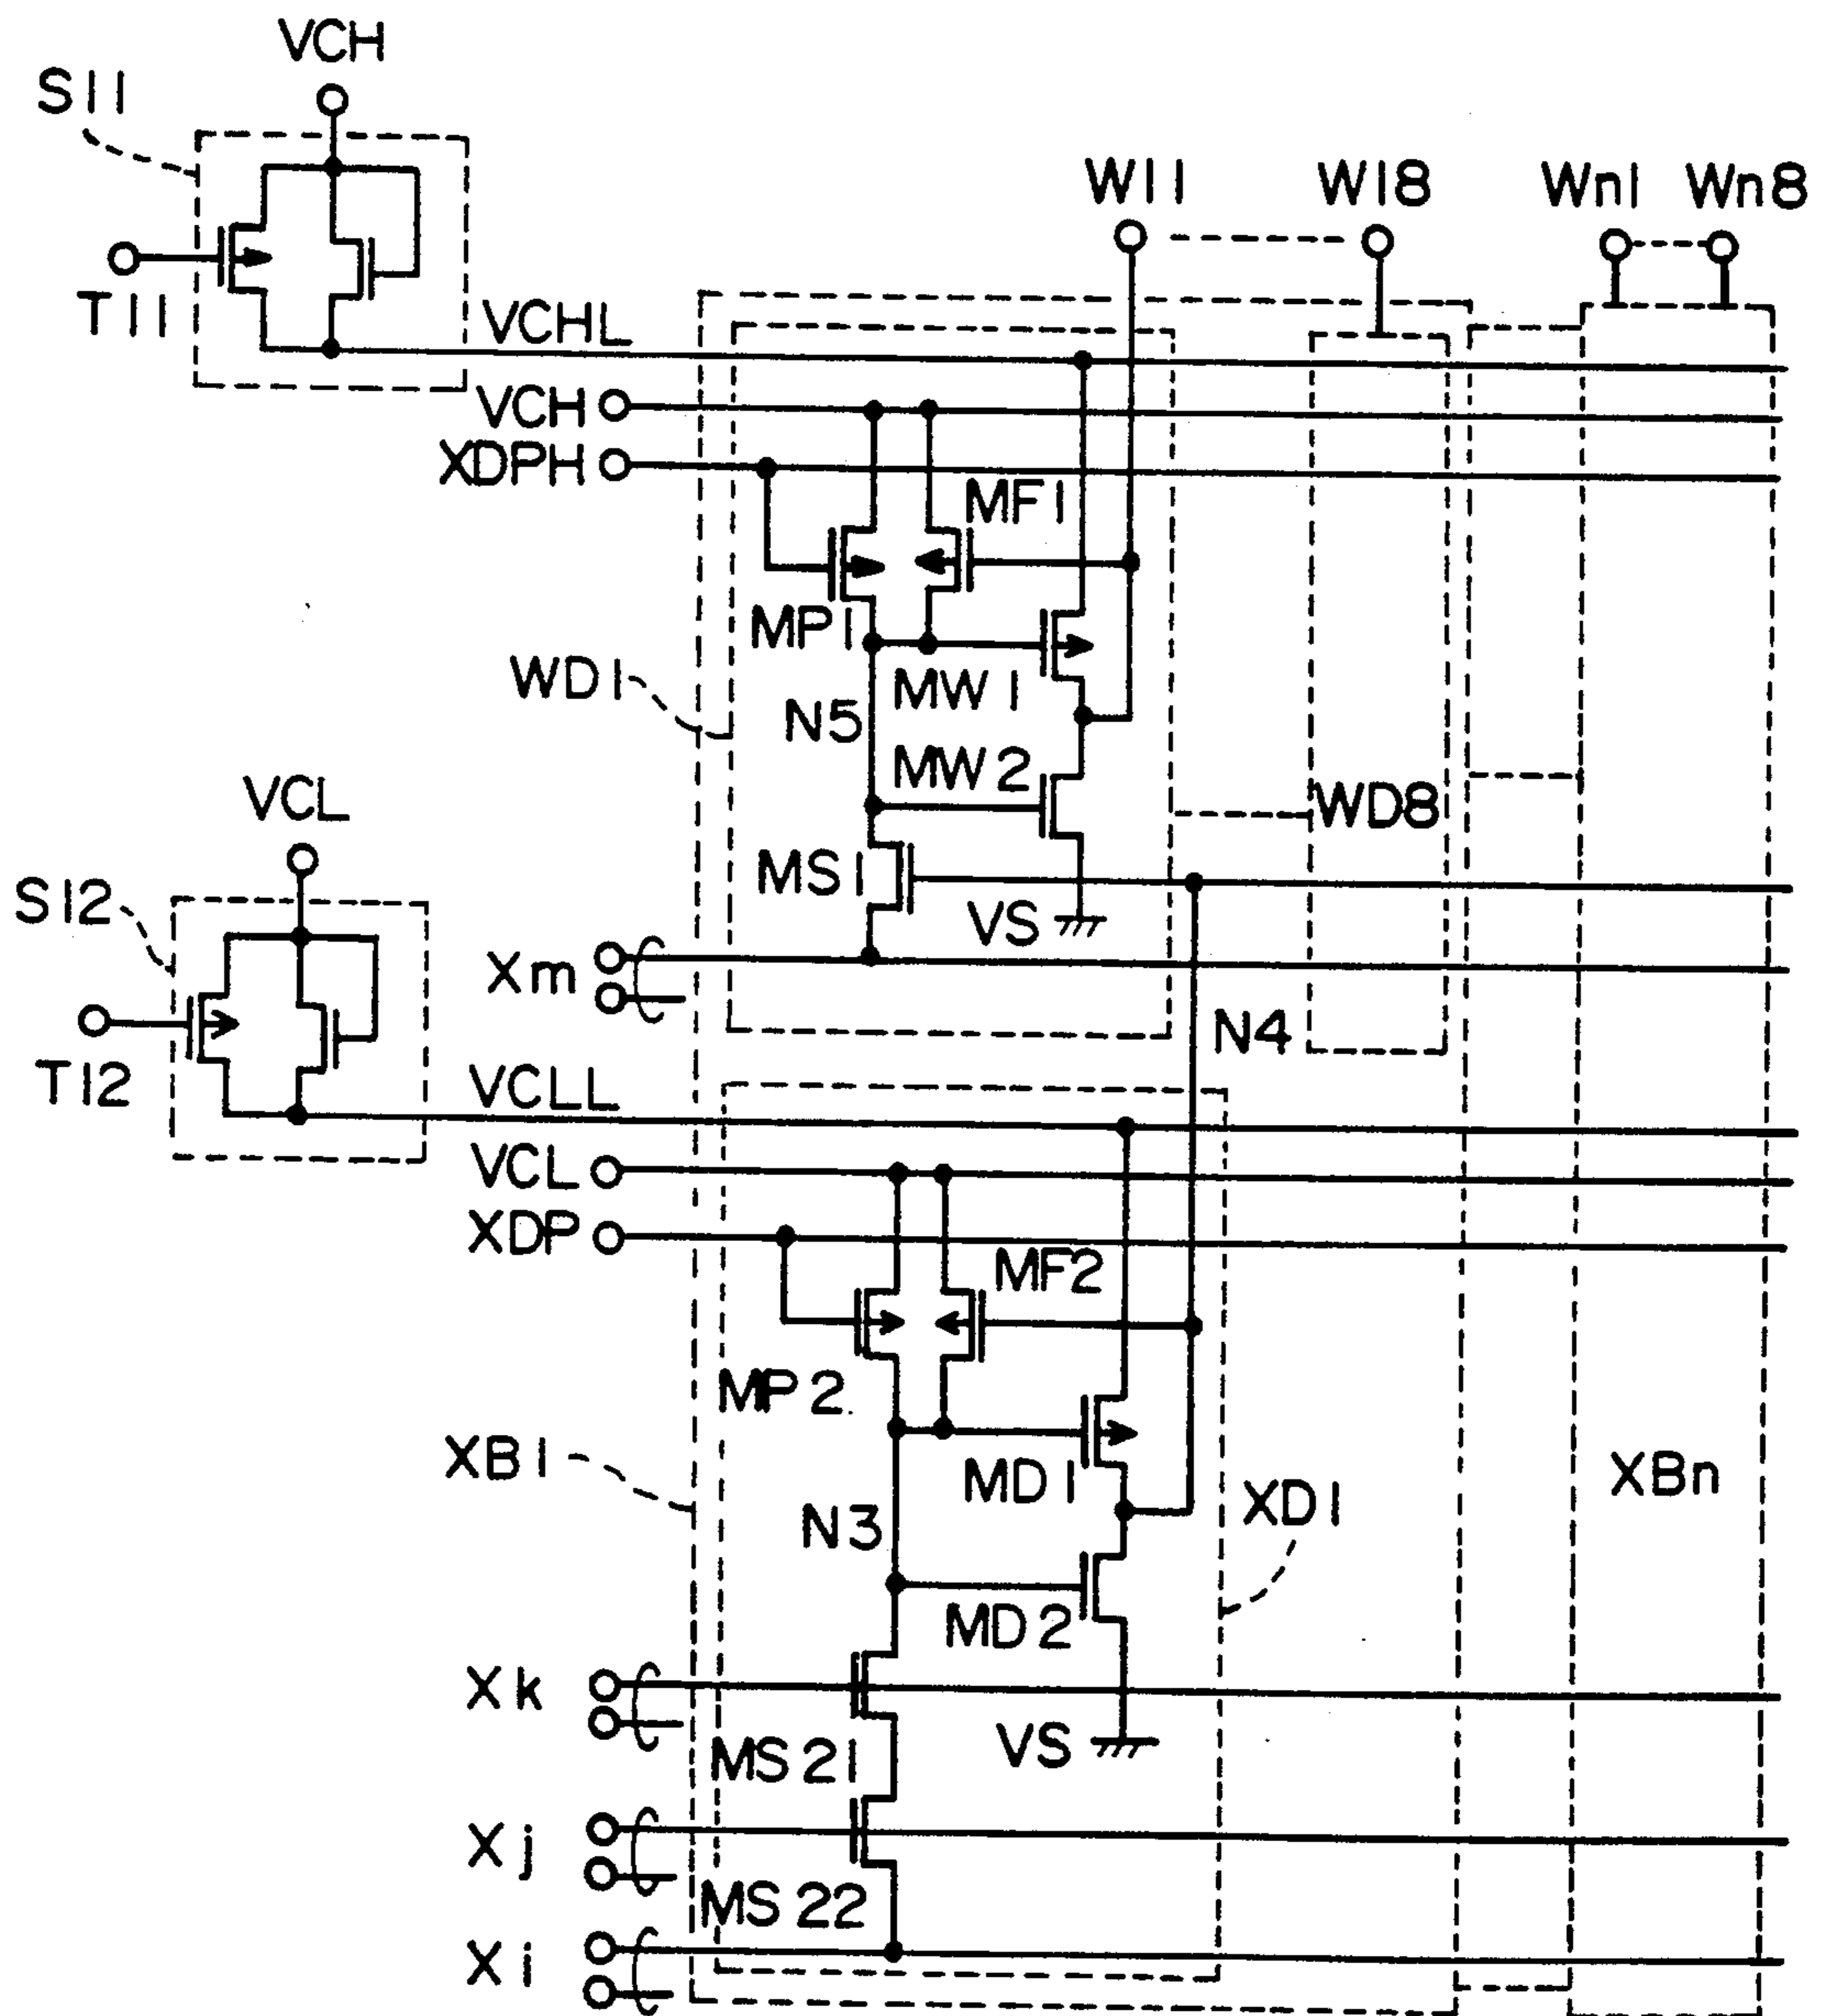 VCH
S11
W11
W18
Wn1
Wn8
T11
VCHL
VCH
XDPH
MF1
MP1
WD1
MW1
N5
MW2
VCL
WD8
MS1
S12
VS
Xm
N4
T12
VCLL
VCL
XDP
MF2
MP2
XB1
MD1
XBn
XD1
N3
MD2
Xk
VS
MS21
Xj
MS22
Xi